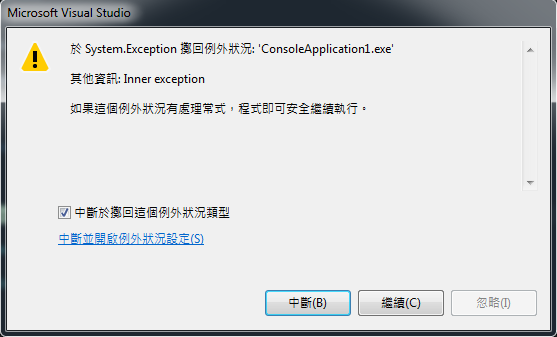 Microsoft Visual Studio
於 System.Exception 擲回例外狀況: 'ConsoleApplication1.exe'
其他資訊: Inner exception
如果這個例外狀況有處理常式，程式即可安全繼續執行。
中斷於擲回這個例外狀況類型
中斷並開啟例外狀況設定(S)
中斷(B)
繼續(C)
忽略(I)